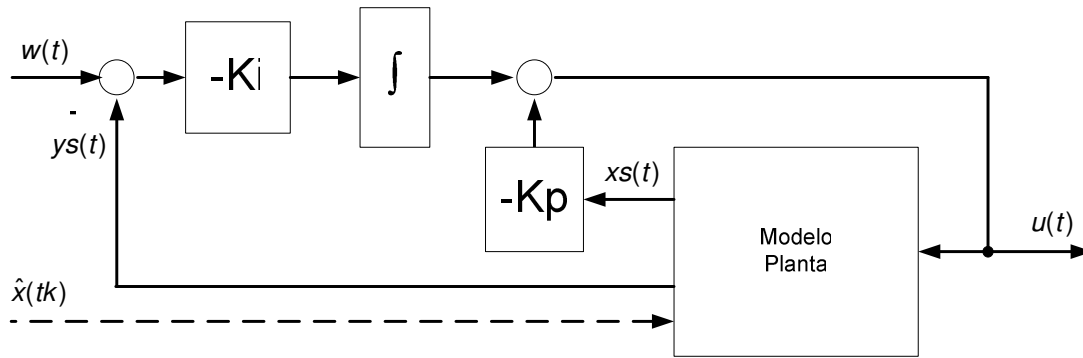 w(t)
-Ki
∫
-
ys(t)
-Kp
xs(t)
Modelo
Planta
u(t)
x̂(tk)